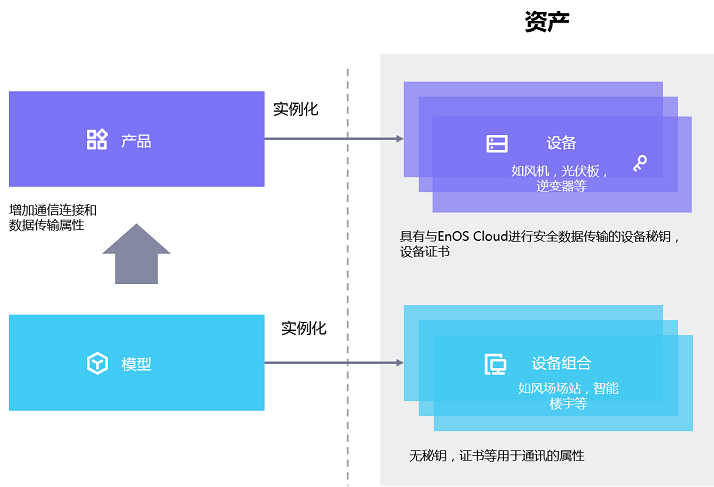 资产
实例化
产品
设备
如风机，光伏板，
逆变器等
增加通信连接和
数据传输属性
具有与EnOS Cloud进行安全数据传输的设备秘钥，
设备证书
实例化
模型
设备组合
如风场场站，智能
楼宇等
无秘钥，证书等用于通讯的属性